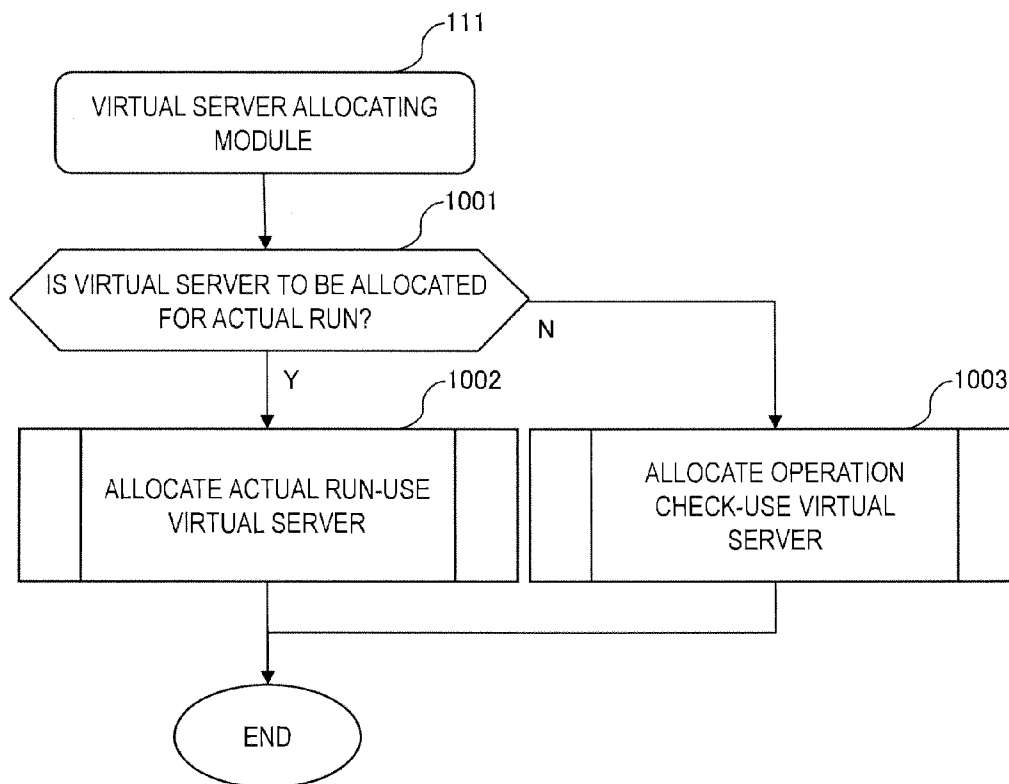 111
VIRTUAL SERVER ALLOCATING
MODULE
1001
IS VIRTUAL SERVER TO BE ALLOCATED
FOR ACTUAL RUN?
N
Y
1002
1003
ALLOCATE ACTUAL RUN-USE
VIRTUAL SERVER
ALLOCATE OPERATION
CHECK-USE VIRTUAL
SERVER
END